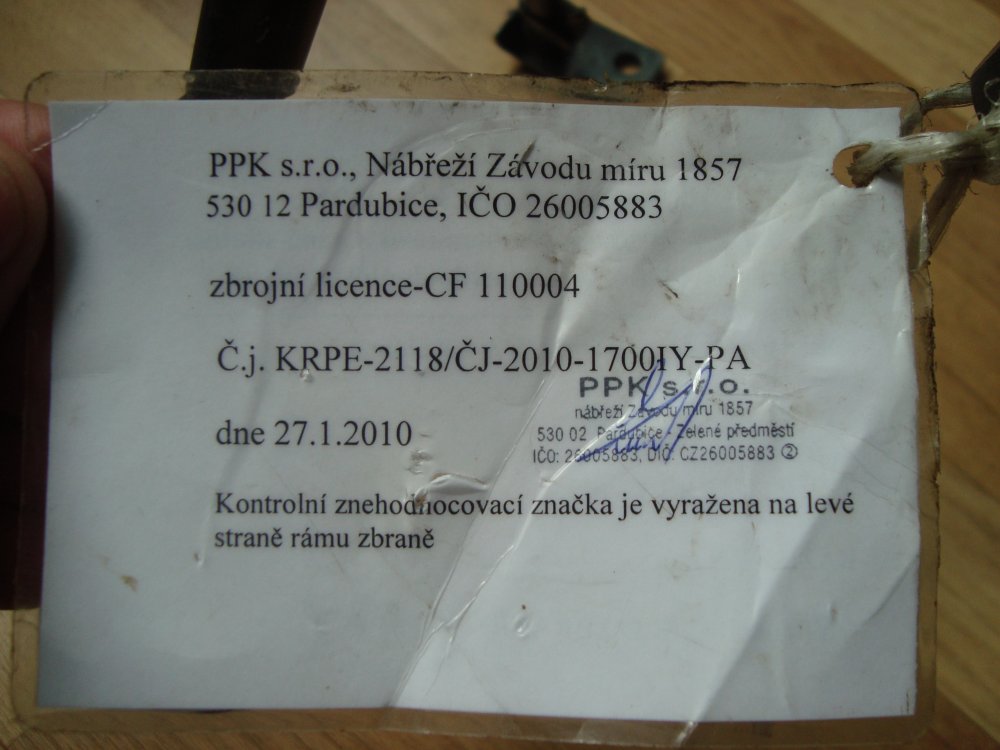 PPK s.r.o., Nábřeží Závodu míru 1857
530 12 Pardubice, IČO 26005883
zbrojní licence-CF 110004
Č.j. KRPE-2118/ČJ-2010-1700IY-PA
PPK s.r.o.
nábřeží Závodu míru 1857
530 02 Pardubice - Zelené předměstí
IČO: 26005883, DIČ: CZ26005883 ②
dne 27.1.2010
Kontrolní znehodnocovací značka je vyražena na levé
straně rámu zbraně